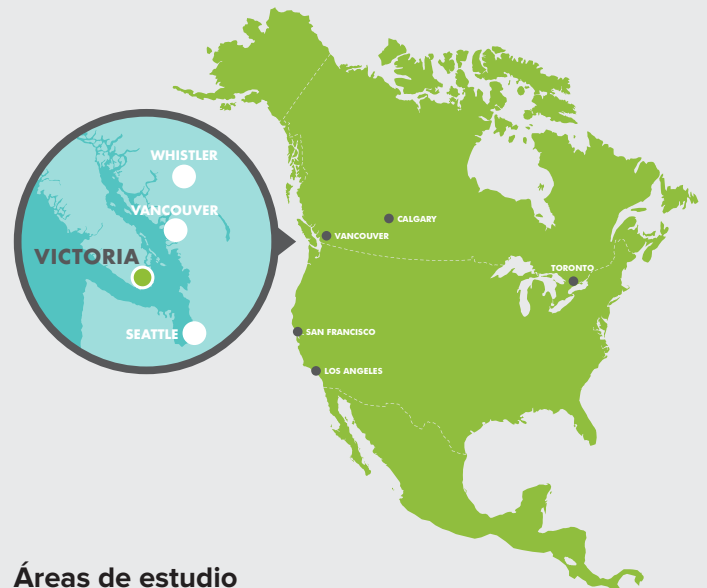 WHISTLER
VANCOUVER
VICTORIA
SEATTLE
CALGARY
VANCOUVER
TORONTO
SAN FRANCISCO
LOS ANGELES
Áreas de estudio